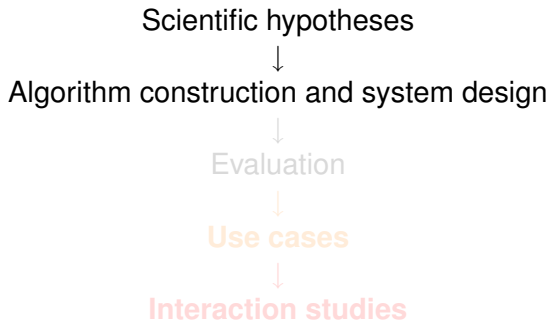 Scientific hypotheses
↓
Algorithm construction and system design
↓
Evaluation
↓
Use cases
↓
Interaction studies